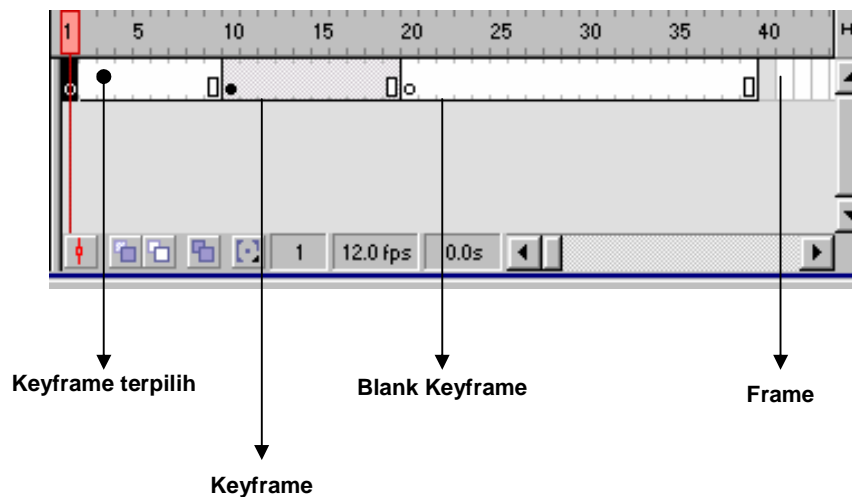 1 5 10 15 20 25 30 35 40 H
1 12.0 fps 0.0s
Keyframe terpilih Blank Keyframe Frame
Keyframe